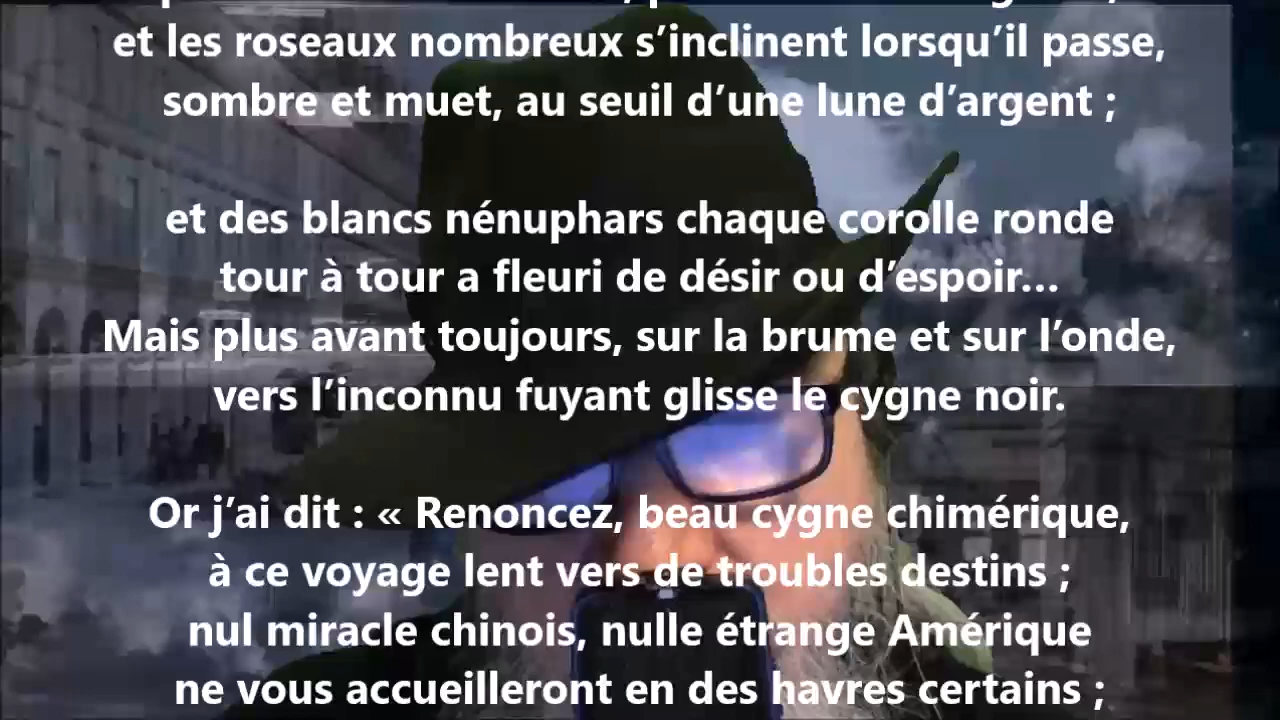 et les roseaux nombreux s’inclinent lorsqu’il passe,
sombre et muet, au seuil d’une lune d’argent ;
et des blancs nénuphars chaque corolle ronde
tour à tour a fleuri de désir ou d’espoir…
Mais plus avant toujours, sur la brume et sur l’onde,
vers l’inconnu fuyant glisse le cygne noir.
Or j’ai dit : « Renoncez, beau cygne chimérique,
à ce voyage lent vers de troubles destins ;
nul miracle chinois, nulle étrange Amérique
ne vous accueilleront en des havres certains ;